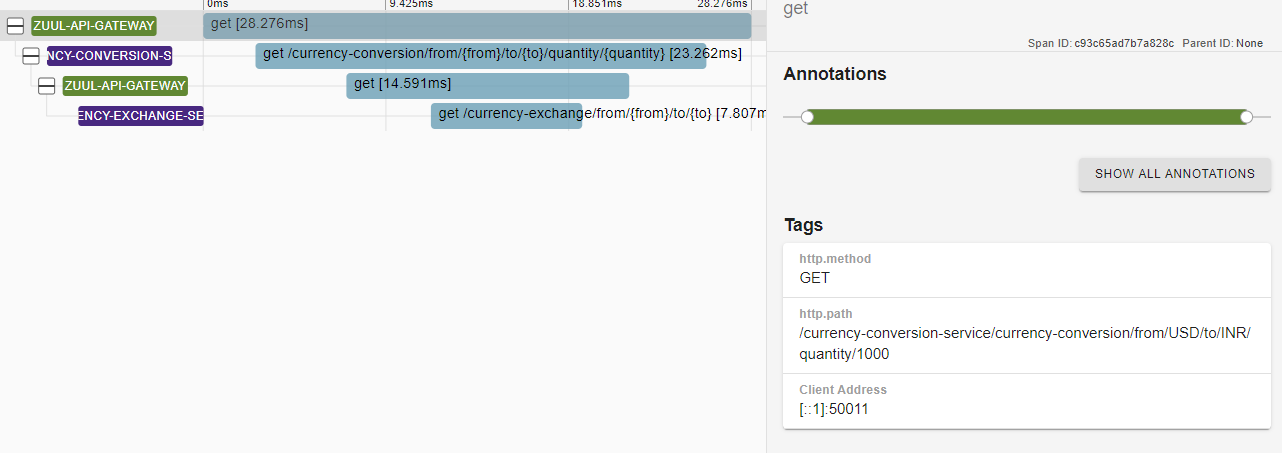 0ms 9.425ms 18.851ms 28.276ms
ZUUL-API-GATEWAY get [28.276ms]
NCY-CONVERSION-S get /currency-conversion/from/{from}/to/{to}/quantity/{quantity} [23.262ms]
ZUUL-API-GATEWAY get [14.591ms]
ENCY-EXCHANGE-SE get /currency-exchange/from/{from}/to/{to} [7.807m
get
Span ID: c93c65ad7b7a828c Parent ID: None
Annotations
SHOW ALL ANNOTATIONS
Tags
http.method
GET
http.path
/currency-conversion-service/currency-conversion/from/USD/to/INR/
quantity/1000
Client Address
[::1]:50011